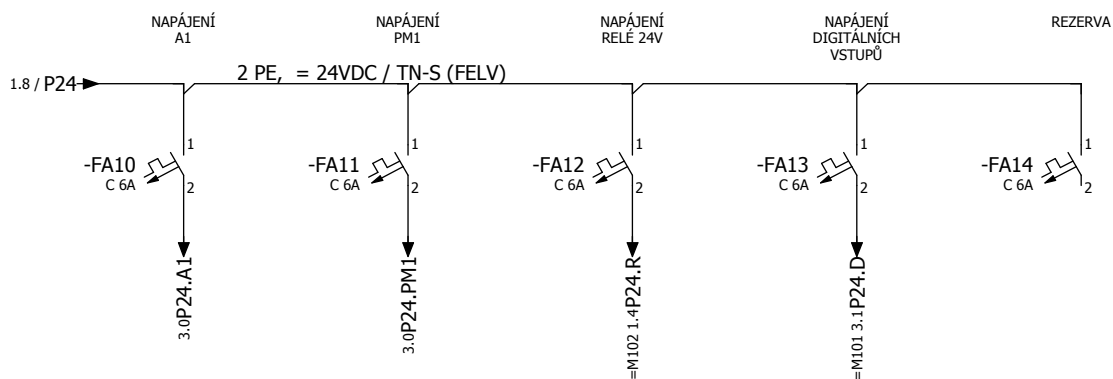 NAPÁJENÍ
A1
NAPÁJENÍ
PM1
NAPÁJENÍ
RELÉ 24V
NAPÁJENÍ
DIGITÁLNÍCH
VSTUPŮ
REZERVA
1.8 / P24
2 PE,  = 24VDC / TN-S (FELV)
-FA10
C 6A
1
2
-FA11
C 6A
1
2
-FA12
C 6A
1
2
-FA13
C 6A
1
2
-FA14
C 6A
1
2
3.0P24.A1
3.0P24.PM1
=M102 1.4P24.R
=M101 3.1P24.D